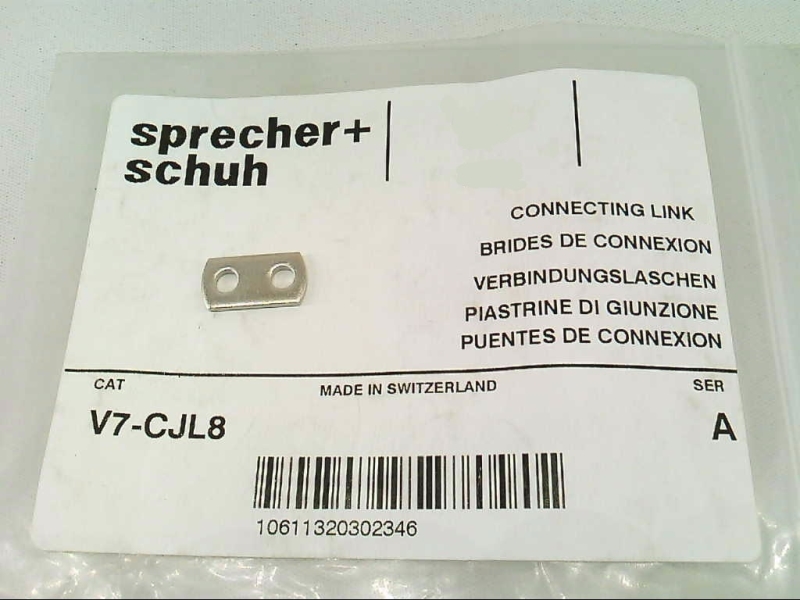 sprecher+
schuh
CONNECTING LINK
BRIDES DE CONNEXION
VERBINDUNGSLASCHEN
PIASTRINE DI GIUNZIONE
PUENTES DE CONNEXION
CAT MADE IN SWITZERLAND SER
V7-CJL8 A
10611320302346